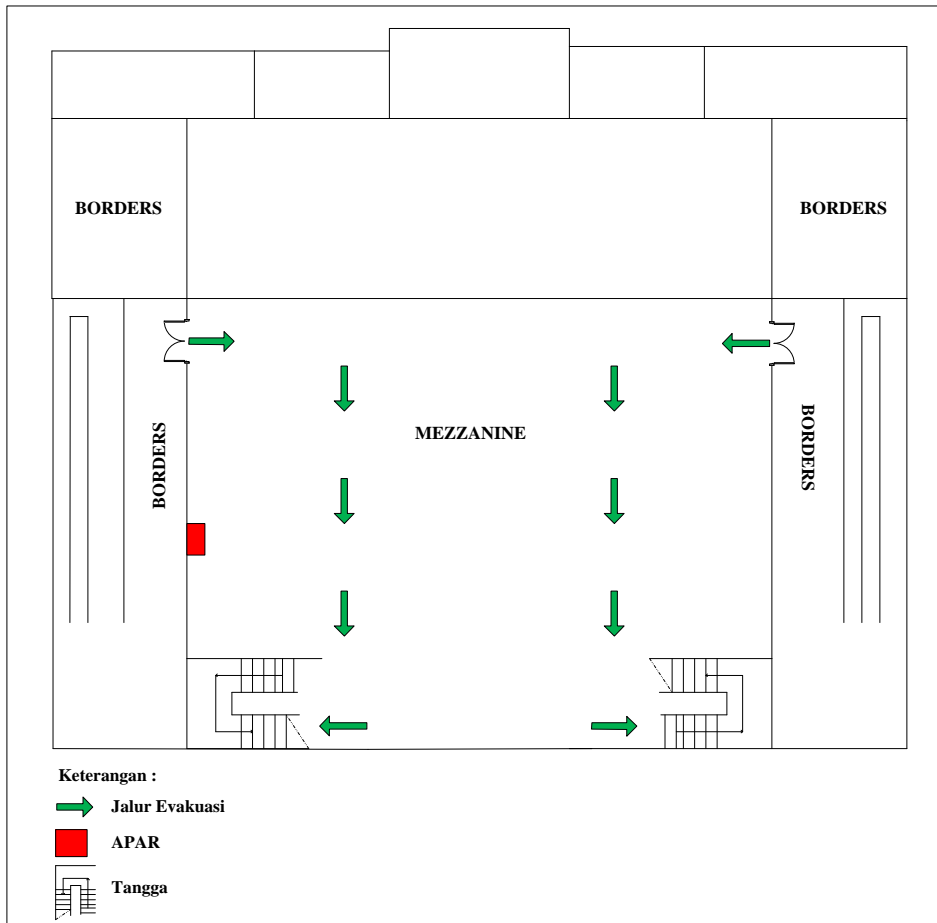 BORDERS
BORDERS
MEZZANINE
BORDERS
BORDERS
Keterangan :
Jalur Evakuasi
APAR
Tangga